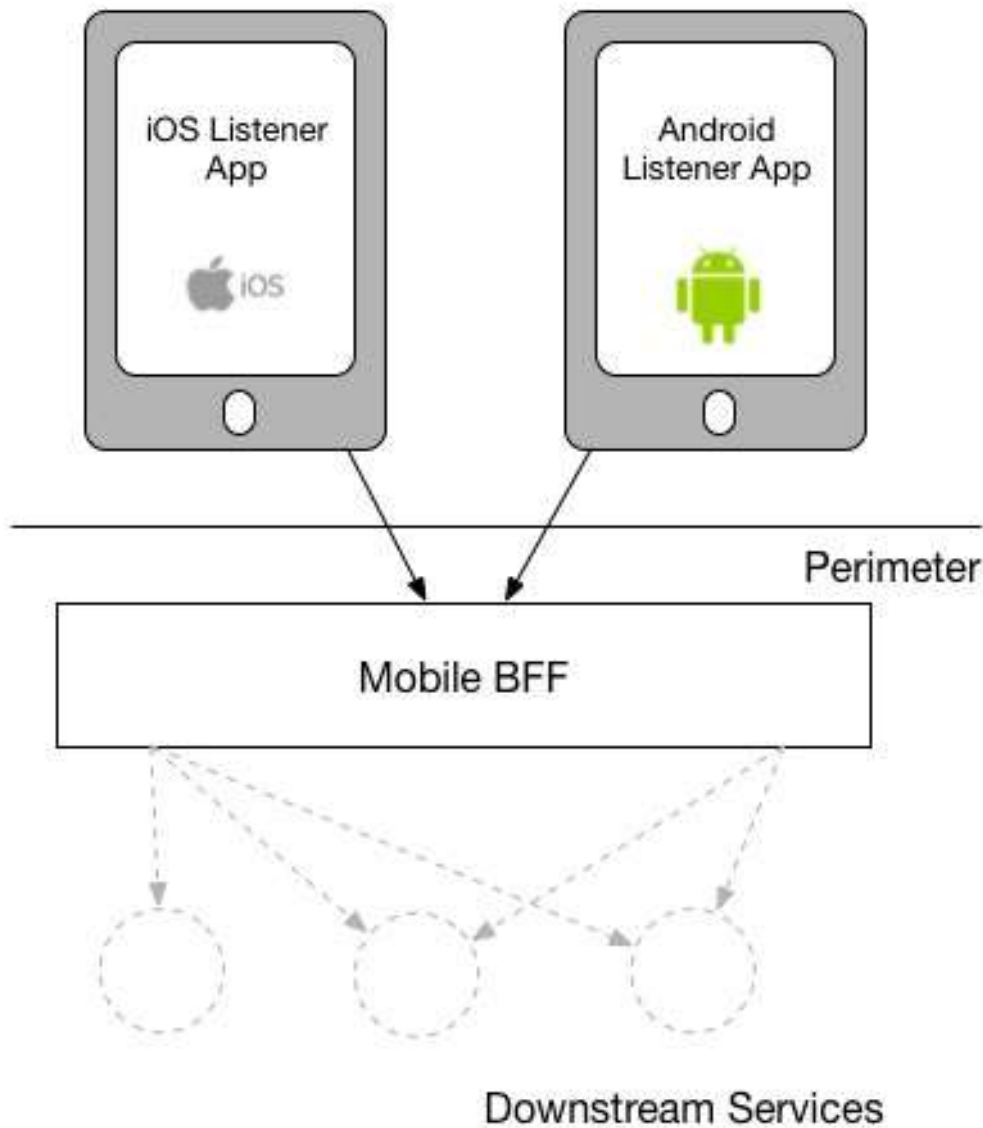 iOS Listener
App
iOS
Android
Listener App
Perimeter
Mobile BFF
Downstream Services